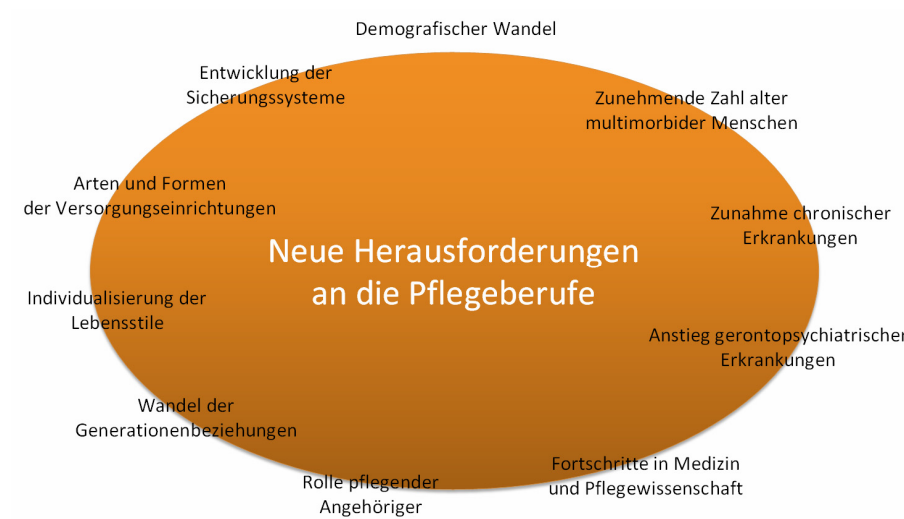 Demografischer Wandel
Entwicklung der
Sicherungssysteme
Zunehmende Zahl alter
multimorbider Menschen
Arten und Formen
der Versorgungseinrichtungen
Zunahme chronischer
Erkrankungen
Neue Herausforderungen
an die Pflegeberufe
Individualisierung der
Lebensstile
Anstieg gerontopsychiatrischer
Erkrankungen
Wandel der
Generationenbeziehungen
Fortschritte in Medizin
und Pflegewissenschaft
Rolle pflegender
Angehöriger